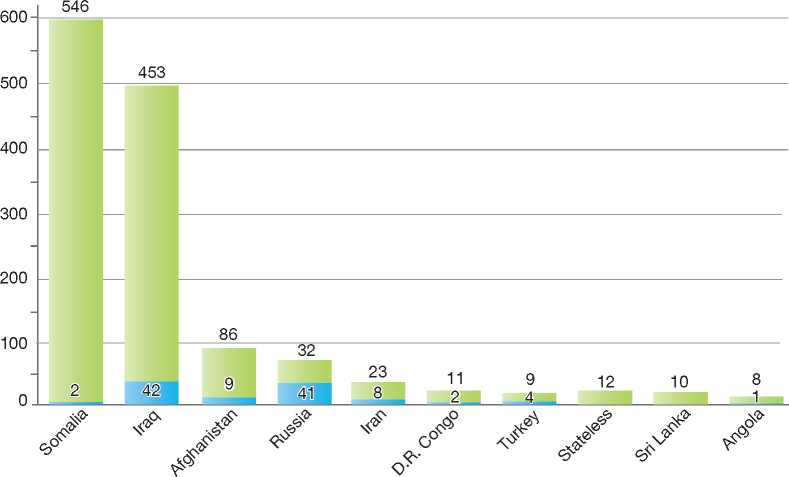 600
500
400
300
200
100
0
546
453
86
32
23
11
9
12
10
8
2
42
9
41
8
2
4
1
Somalia
Iraq
Afghanistan
Russia
Iran
D.R. Congo
Turkey
Stateless
Sri Lanka
Angola